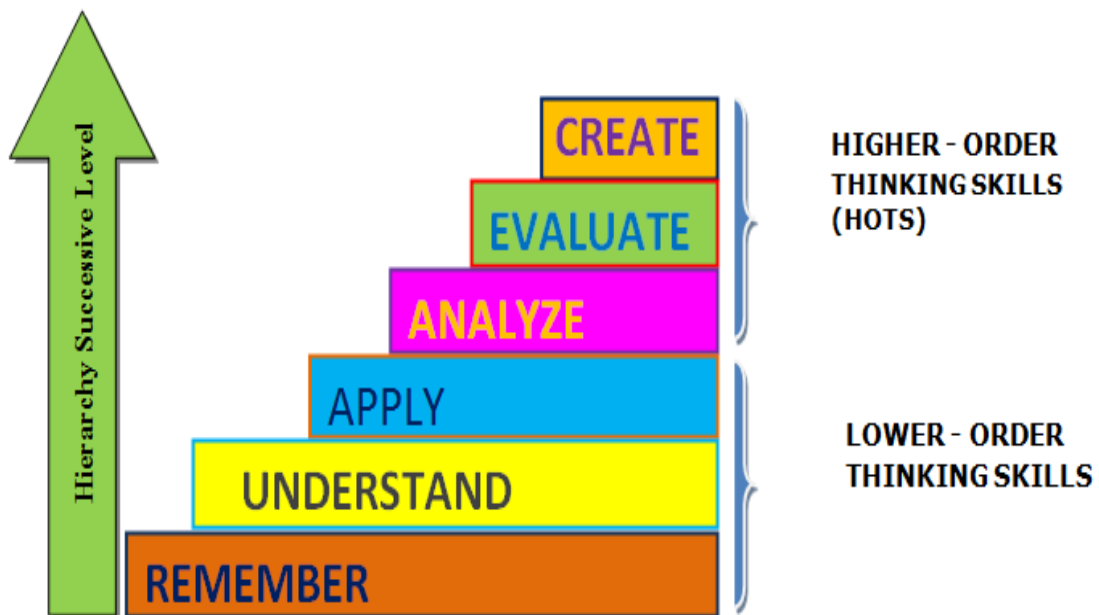 Hierarchy Successive Level
CREATE
EVALUATE
ANALYZE
APPLY
UNDERSTAND
REMEMBER
HIGHER - ORDER
THINKING SKILLS
(HOTS)
LOWER - ORDER
THINKING SKILLS